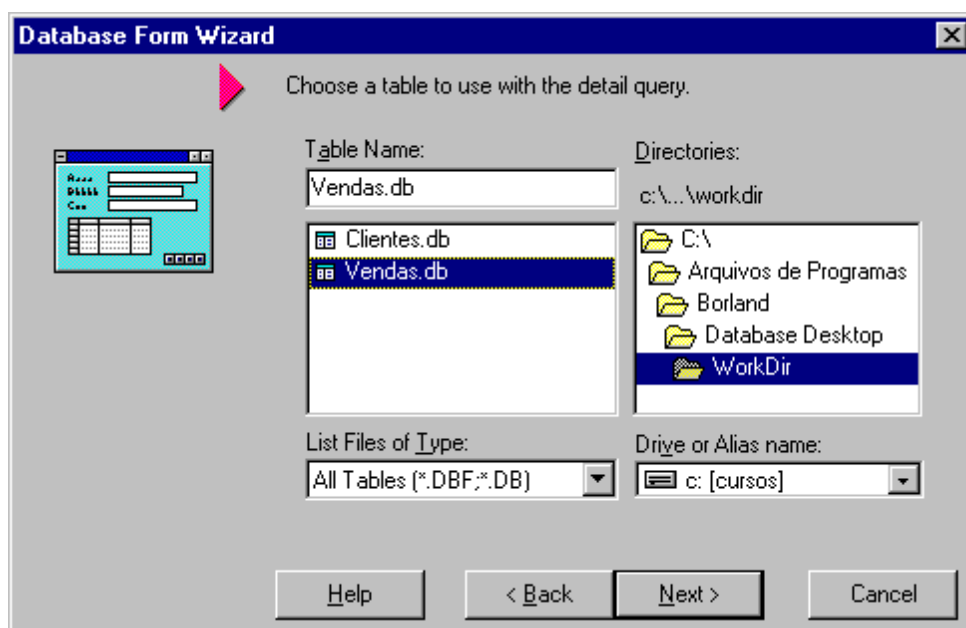 Database Form Wizard
Choose a table to use with the detail query.
Table Name:
Vendas.db
Clientes.db
Vendas.db
Directories:
c:\...\workdir
C:\
Arquivos de Programas
Borland
Database Desktop
WorkDir
List Files of Type:
All Tables (*.DBF;*.DB)
Drive or Alias name:
c: [cursos]
Help
< Back
Next >
Cancel